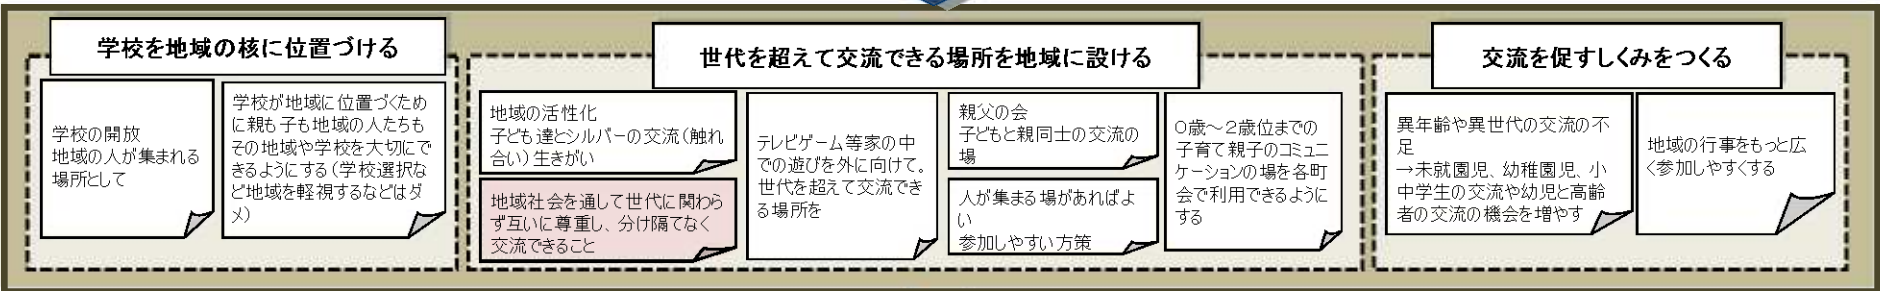 学校を地域の核に位置づける
学校の開放
地域の人が集まれる
場所として
学校が地域に位置づくため
に親も子も地域の人たちも
その地域や学校を大切にで
きるようにする（学校選択な
ど地域を軽視するなどはダ
メ）
世代を超えて交流できる場所を地域に設ける
地域の活性化
子ども達とシルバーの交流（触れ
合い）生きがい
地域社会を通して世代に関わら
ず互いに尊重し、分け隔てなく
交流できること
テレビゲーム等家の中
での遊びを外に向けて。
世代を超えて交流でき
る場所を
親父の会
子どもと親同士の交流の
場
人が集まる場があればよ
い
参加しやすい方策
０歳～２歳位までの
子育て親子のコミュニ
ケーションの場を各町
会で利用できるように
する
交流を促すしくみをつくる
異年齢や異世代の交流の不
足
→未就園児、幼稚園児、小
中学生の交流や幼児と高齢
者の交流の機会を増やす
地域の行事をもっと広
く参加しやすくする